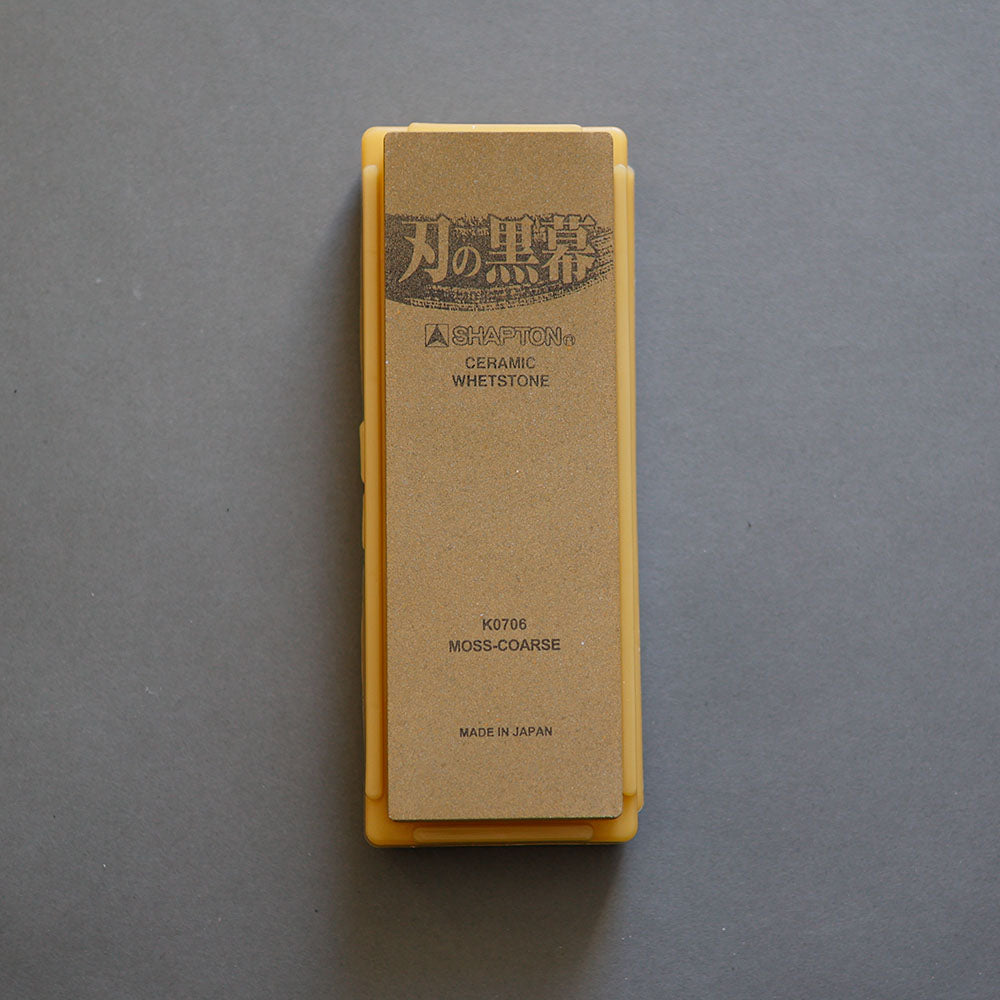 刃の黒幕
SHAPTON®
CERAMIC
WHETSTONE
K0706
MOSS-COARSE
MADE IN JAPAN